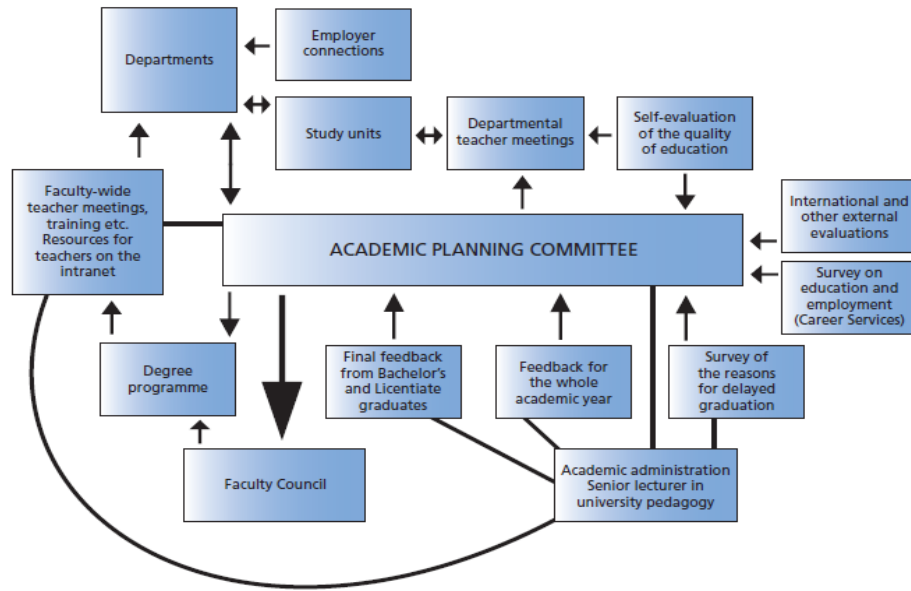 Departments
Employer
connections
Study units
Departmental
teacher meetings
Self-evaluation
of the quality
of education
Faculty-wide
teacher meetings,
training etc.
Resources for
teachers on the
intranet
ACADEMIC PLANNING COMMITTEE
International and
other external
evaluations
Survey on
education and
employment
(Career Services)
Degree
programme
Final feedback
from Bachelor's
and Licentiate
graduates
Feedback for
the whole
academic year
Survey of
the reasons
for delayed
graduation
Faculty Council
Academic administration
Senior lecturer in
university pedagogy